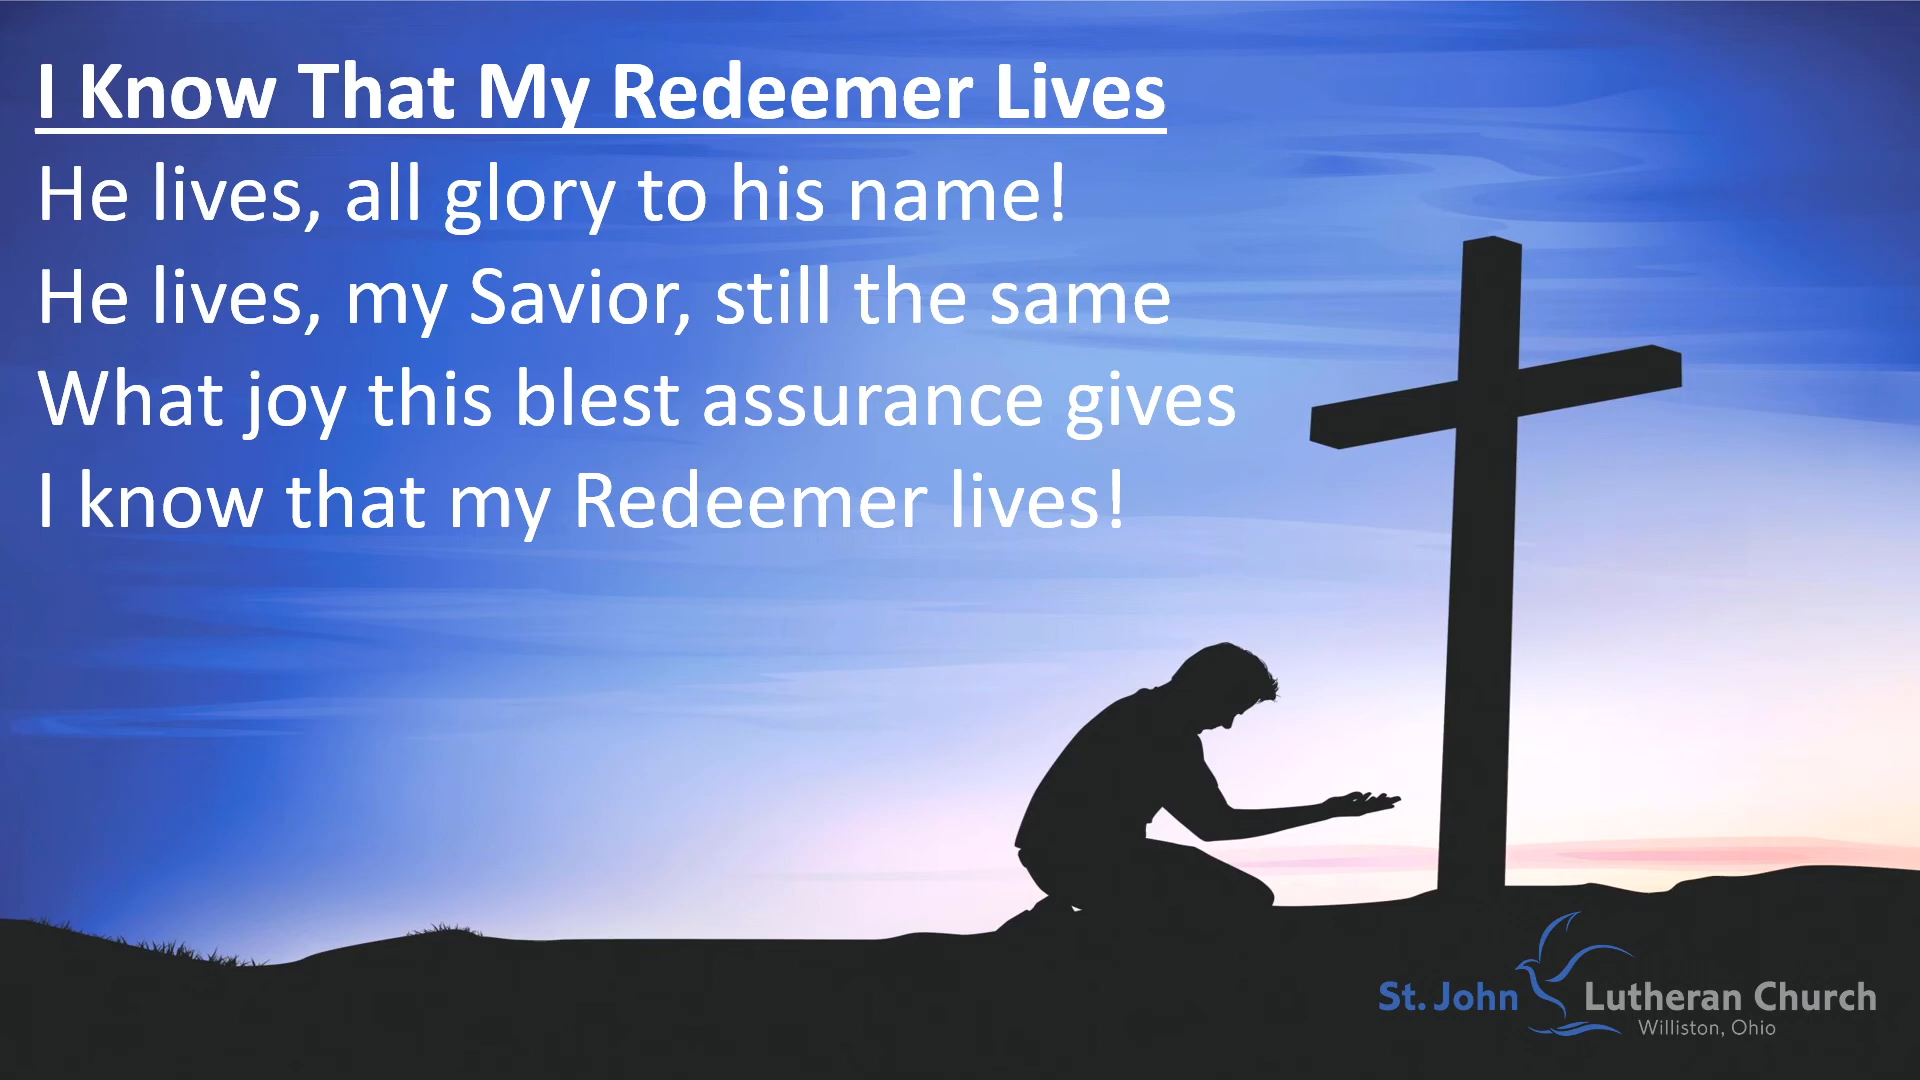 I Know That My Redeemer Lives
He lives, all glory to his name!
He lives, my Savior, still the same
What joy this blest assurance gives
I know that my Redeemer lives!
St. John Lutheran Church
Williston, Ohio